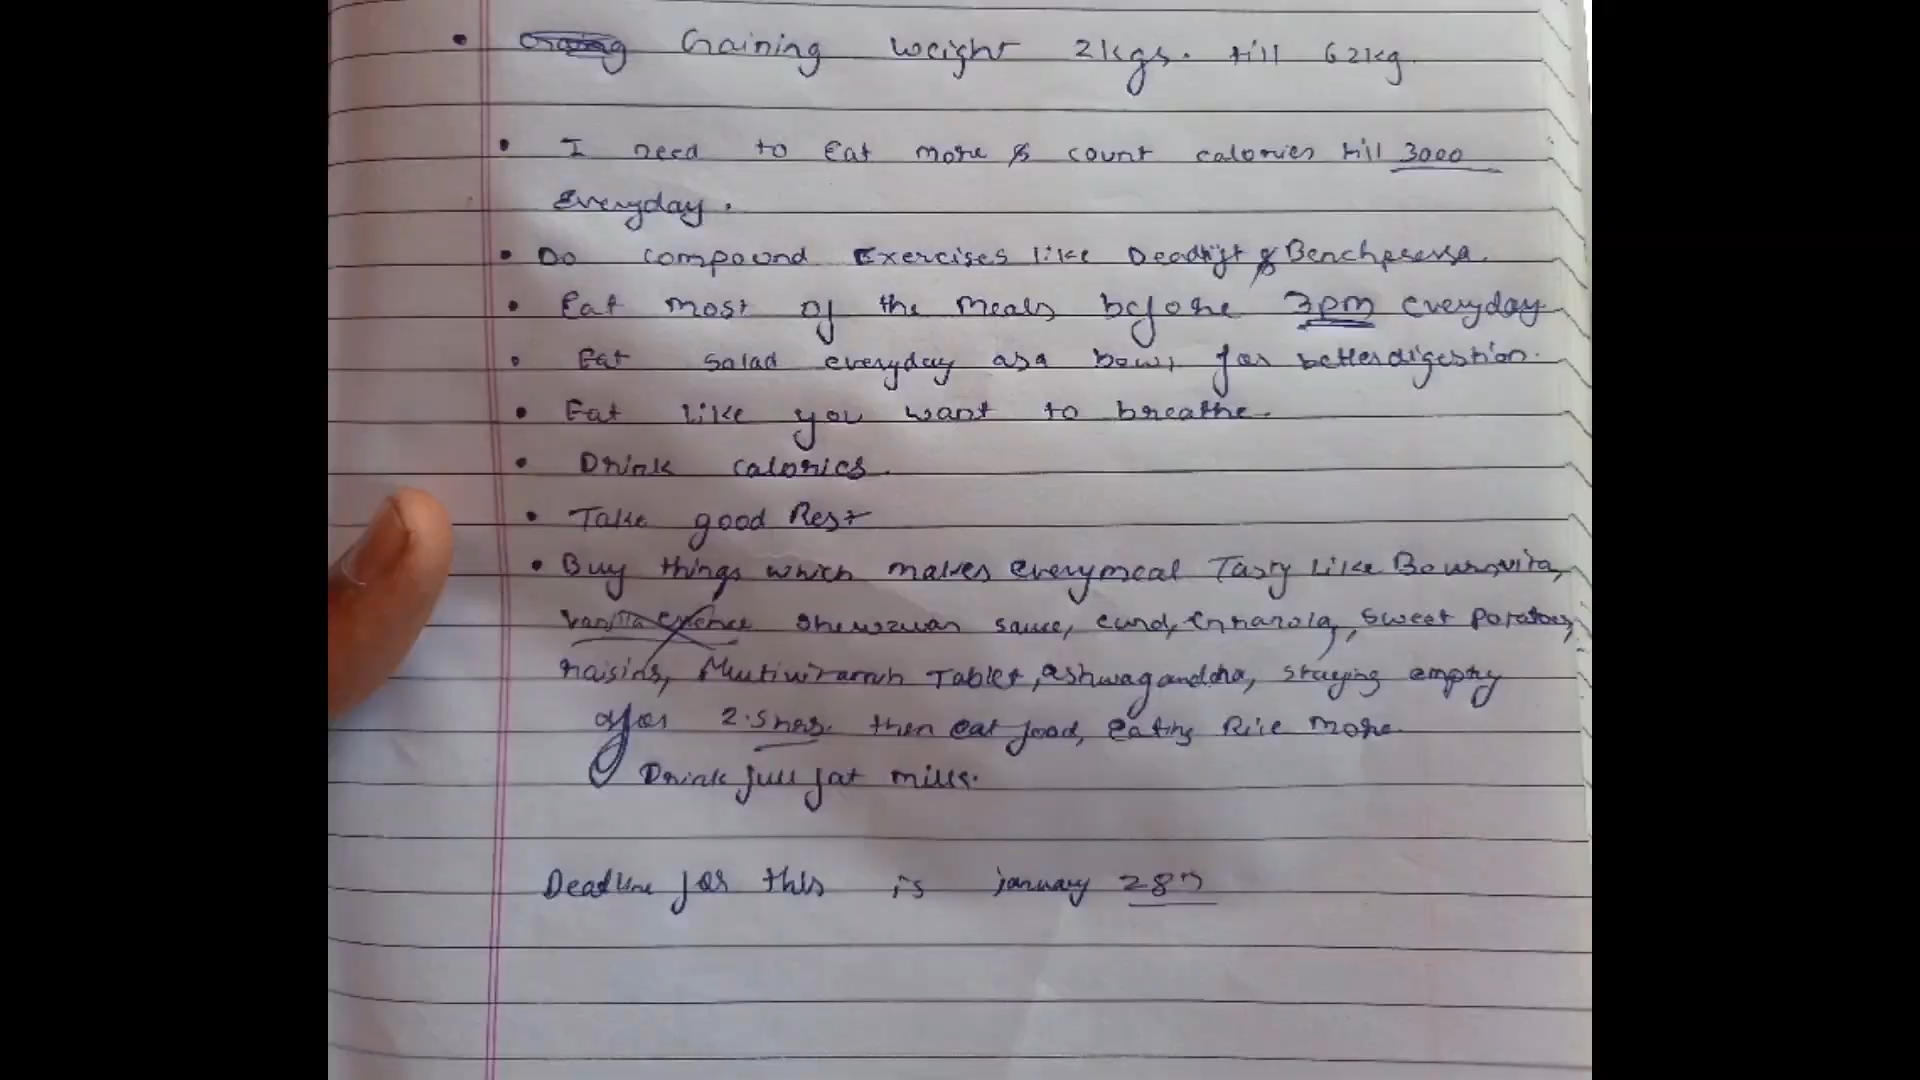 • Gaining weight 2kgs. till 62kg.
• I need to Eat more & count calories till 3000
Everyday.
• Do compound Exercises like Deadlift & Benchpress.
• Eat most of the meals before 3pm everyday
• Eat salad everyday as a bowl for better digestion.
• Eat like you want to breathe.
• Drink calories.
• Take good Rest
• Buy things which makes everymeal Tasty like Bournvita,
vanilla sauce, curd, sweet potatoes,
raisins, Tablet, ashwagandha, staying empty
for 2.5hrs. then eat food, eating Rice more.
Drink full fat milk.
Deadline for this is january 28